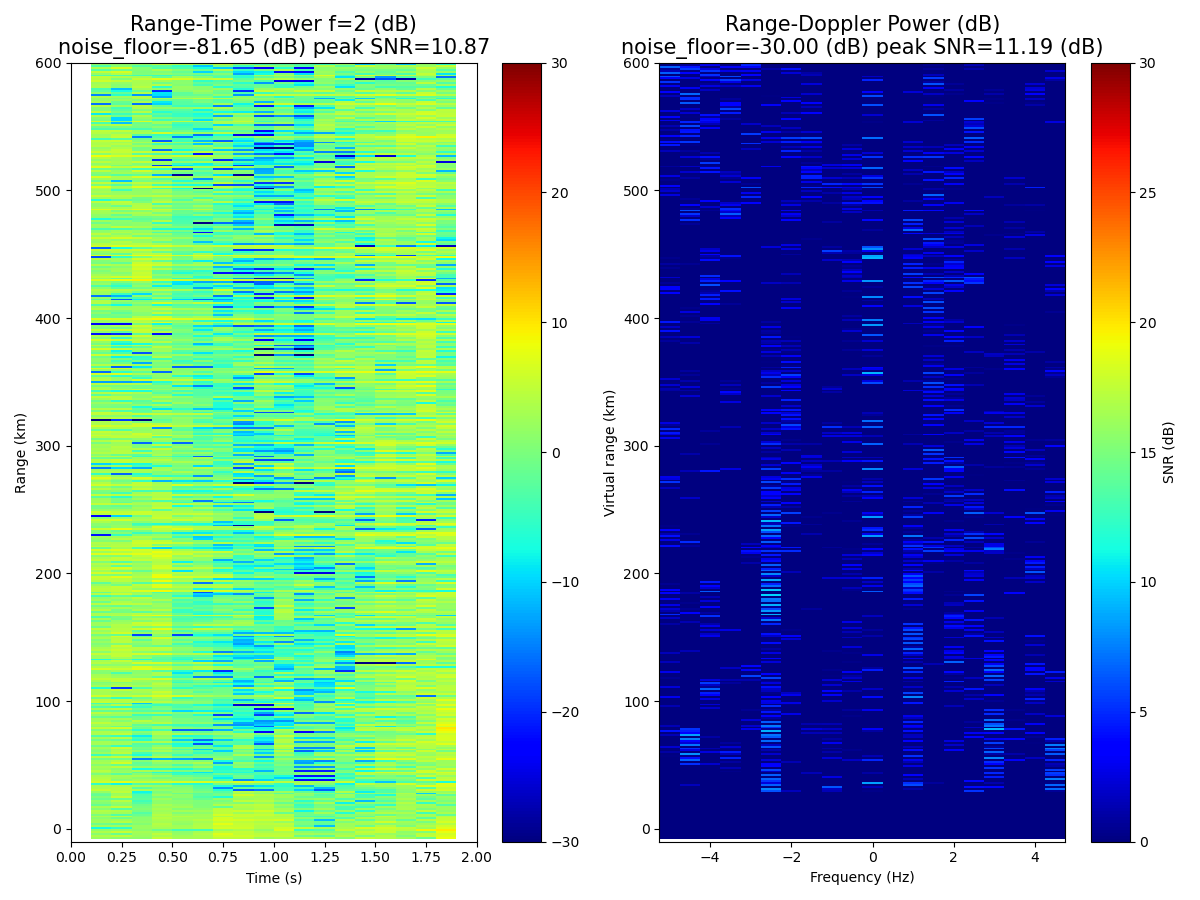 Range-Time Power f=2 (dB)
noise_floor=-81.65 (dB) peak SNR=10.87
Range (km)
600
500
400
300
200
100
0
0.00 0.25 0.50 0.75 1.00 1.25 1.50 1.75 2.00
Time (s)
30
20
10
0
−10
−20
−30
Range-Doppler Power (dB)
noise_floor=-30.00 (dB) peak SNR=11.19 (dB)
Virtual range (km)
600
500
400
300
200
100
0
−4 −2 0 2 4
Frequency (Hz)
30
25
20
15
10
5
0
SNR (dB)